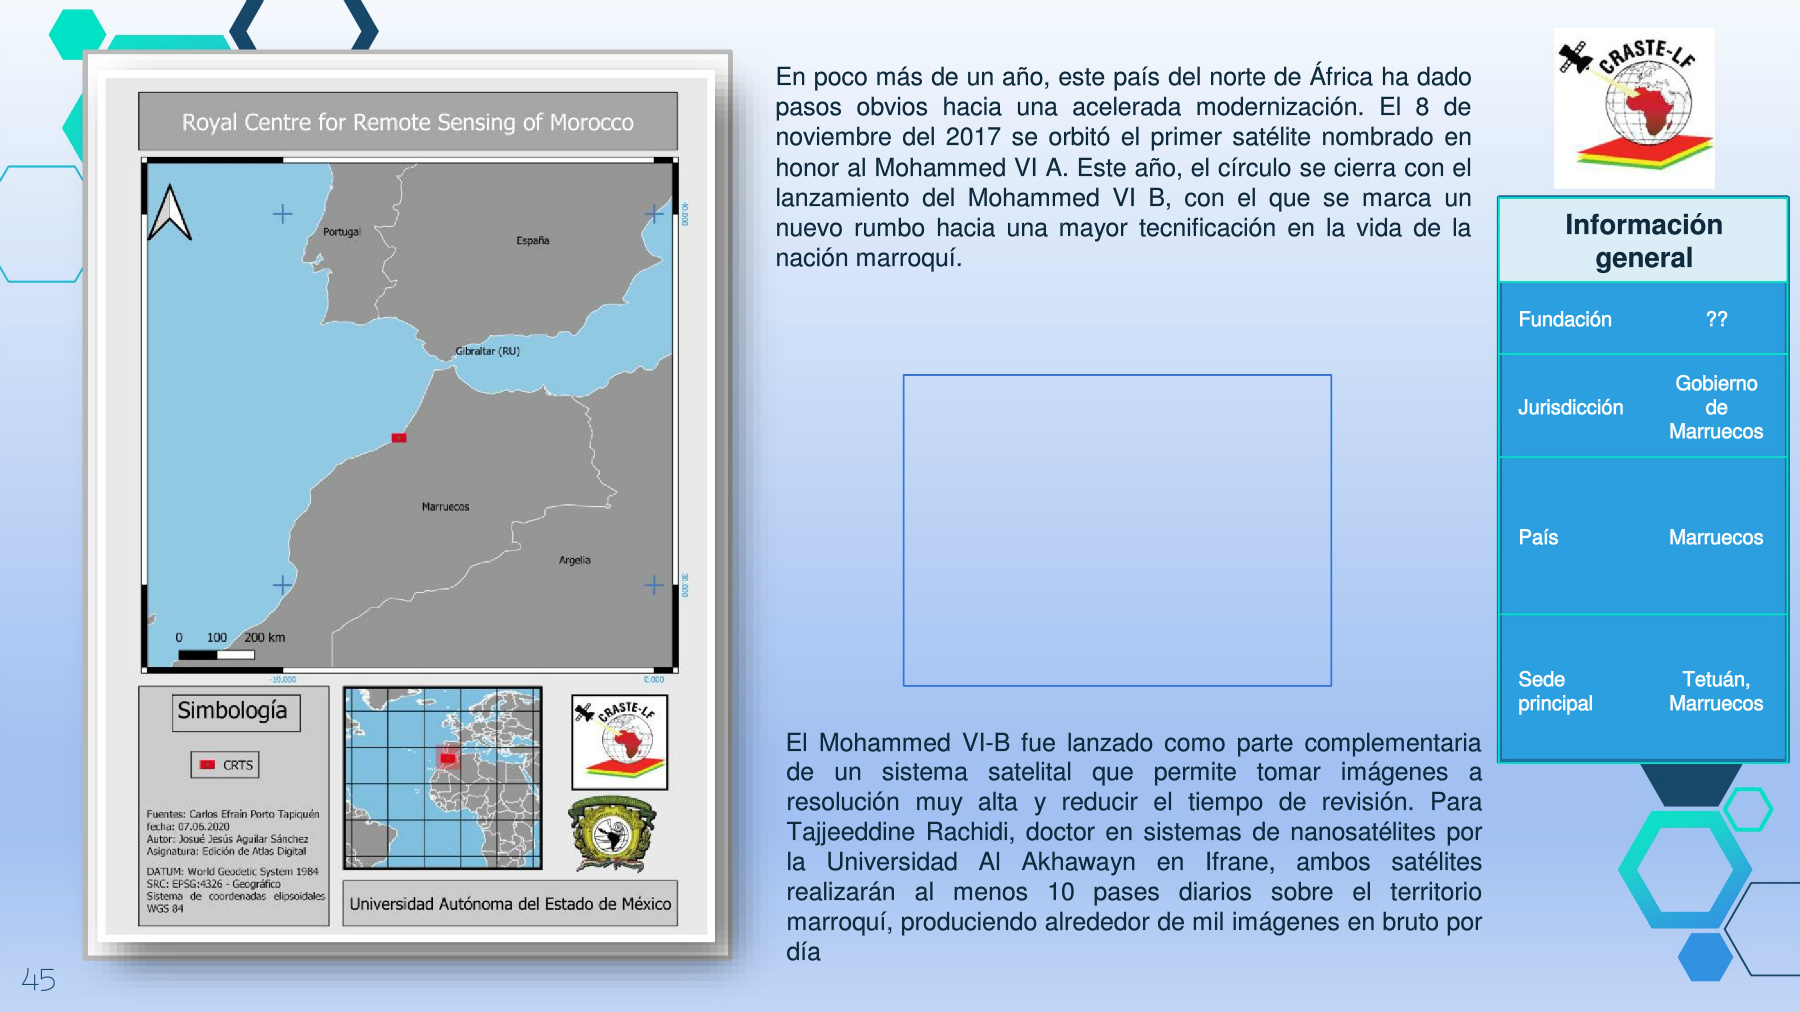 Royal Centre for Remote Sensing of Morocco
40.000
Portugal
España
Gibraltar (RU)
Marruecos
Argelia
30.000
0 100 200 km
-10.000 0.000
Simbología
CRTS
Fuentes: Carlos Efraín Porto Tapiquén
fecha: 07.06.2020
Autor: Josué Jesús Aguilar Sánchez
Asignatura: Edición de Atlas Digital
DATUM: World Geodetic System 1984
SRC: EPSG:4326 - Geográfico
Sistema de coordenadas elipsoidales
WGS 84
CRASTE-LF
Universidad Autónoma del Estado de México
45
En poco más de un año, este país del norte de África ha dado
pasos obvios hacia una acelerada modernización. El 8 de
noviembre del 2017 se orbitó el primer satélite nombrado en
honor al Mohammed VI A. Este año, el círculo se cierra con el
lanzamiento del Mohammed VI B, con el que se marca un
nuevo rumbo hacia una mayor tecnificación en la vida de la
nación marroquí.
El Mohammed VI-B fue lanzado como parte complementaria
de un sistema satelital que permite tomar imágenes a
resolución muy alta y reducir el tiempo de revisión. Para
Tajjeeddine Rachidi, doctor en sistemas de nanosatélites por
la Universidad Al Akhawayn en Ifrane, ambos satélites
realizarán al menos 10 pases diarios sobre el territorio
marroquí, produciendo alrededor de mil imágenes en bruto por
día
CRASTE-LF
Información
general
Fundación ??
Jurisdicción Gobierno
de
Marruecos
País Marruecos
Sede Tetuán,
principal Marruecos